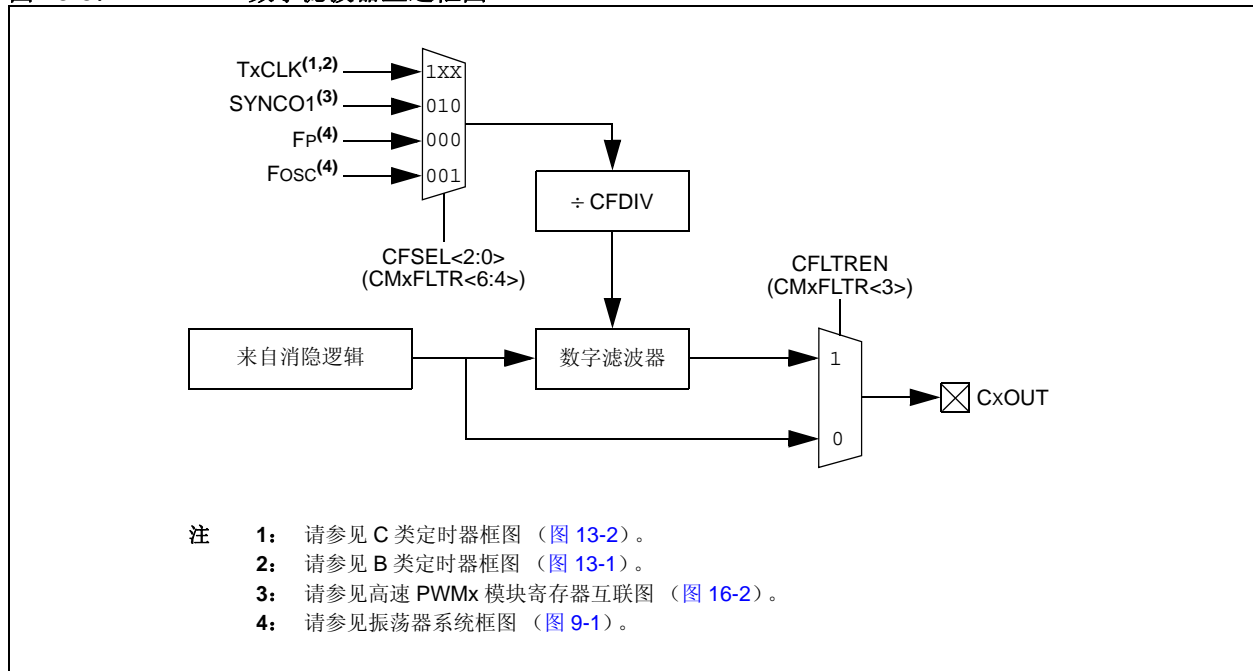 TxCLK(1,2)
SYNCO1(3)
FP(4)
FOSC(4)
1XX
010
000
001
÷ CFDIV
CFSEL<2:0>
(CMxFLTR<6:4>)
CFLTREN
(CMxFLTR<3>)
来自消隐逻辑
数字滤波器
1
0
CxOUT
注 1： 请参见 C 类定时器框图 （图 13-2）。
2： 请参见 B 类定时器框图 （图 13-1）。
3： 请参见高速 PWMx 模块寄存器互联图 （图 16-2）。
4： 请参见振荡器系统框图 （图 9-1）。